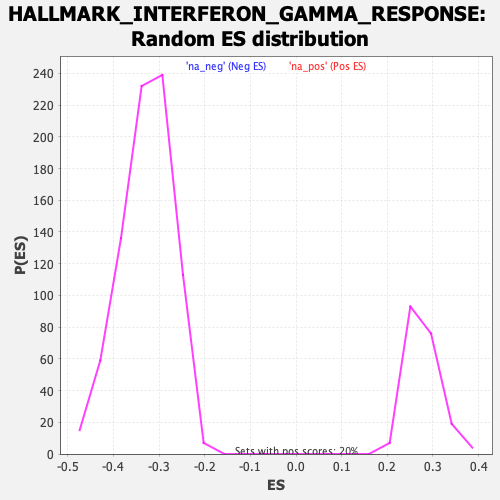 HALLMARK_INTERFERON_GAMMA_RESPONSE:
Random ES distribution
'na_neg' (Neg ES) 'na_pos' (Pos ES)
240
220
200
180
160
140
120
100
80
60
40
20
0
P(ES)
Sets with pos scores: 20%
-0.5 -0.4 -0.3 -0.2 -0.1 0.0 0.1 0.2 0.3 0.4
ES